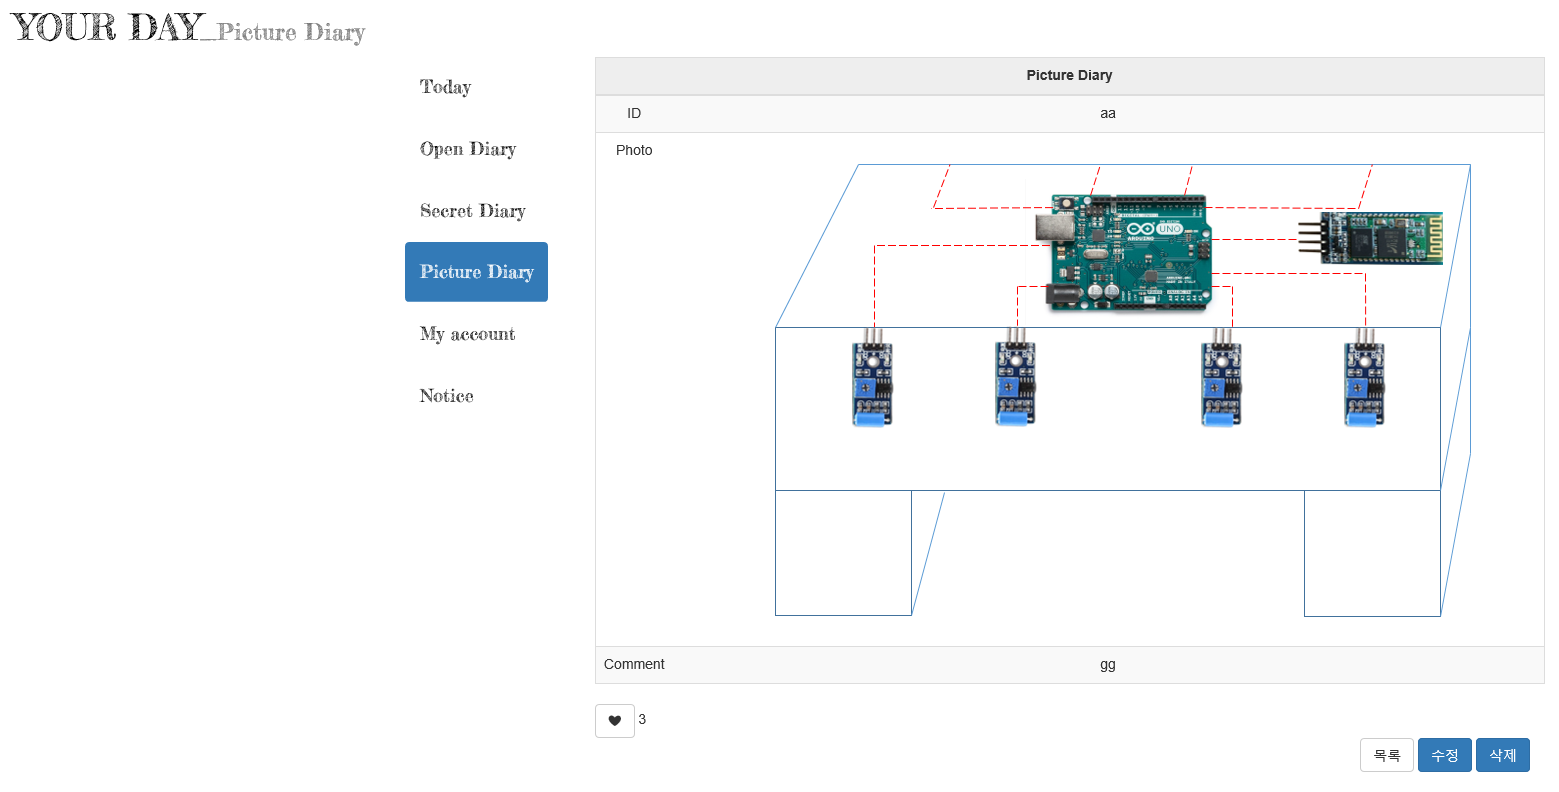 YOUR DAY_Picture Diary
Today
Open Diary
Secret Diary
Picture Diary
My account
Notice
Picture Diary
ID aa
Photo
UNO
ARDUINO
Comment gg
3
목록 수정 삭제